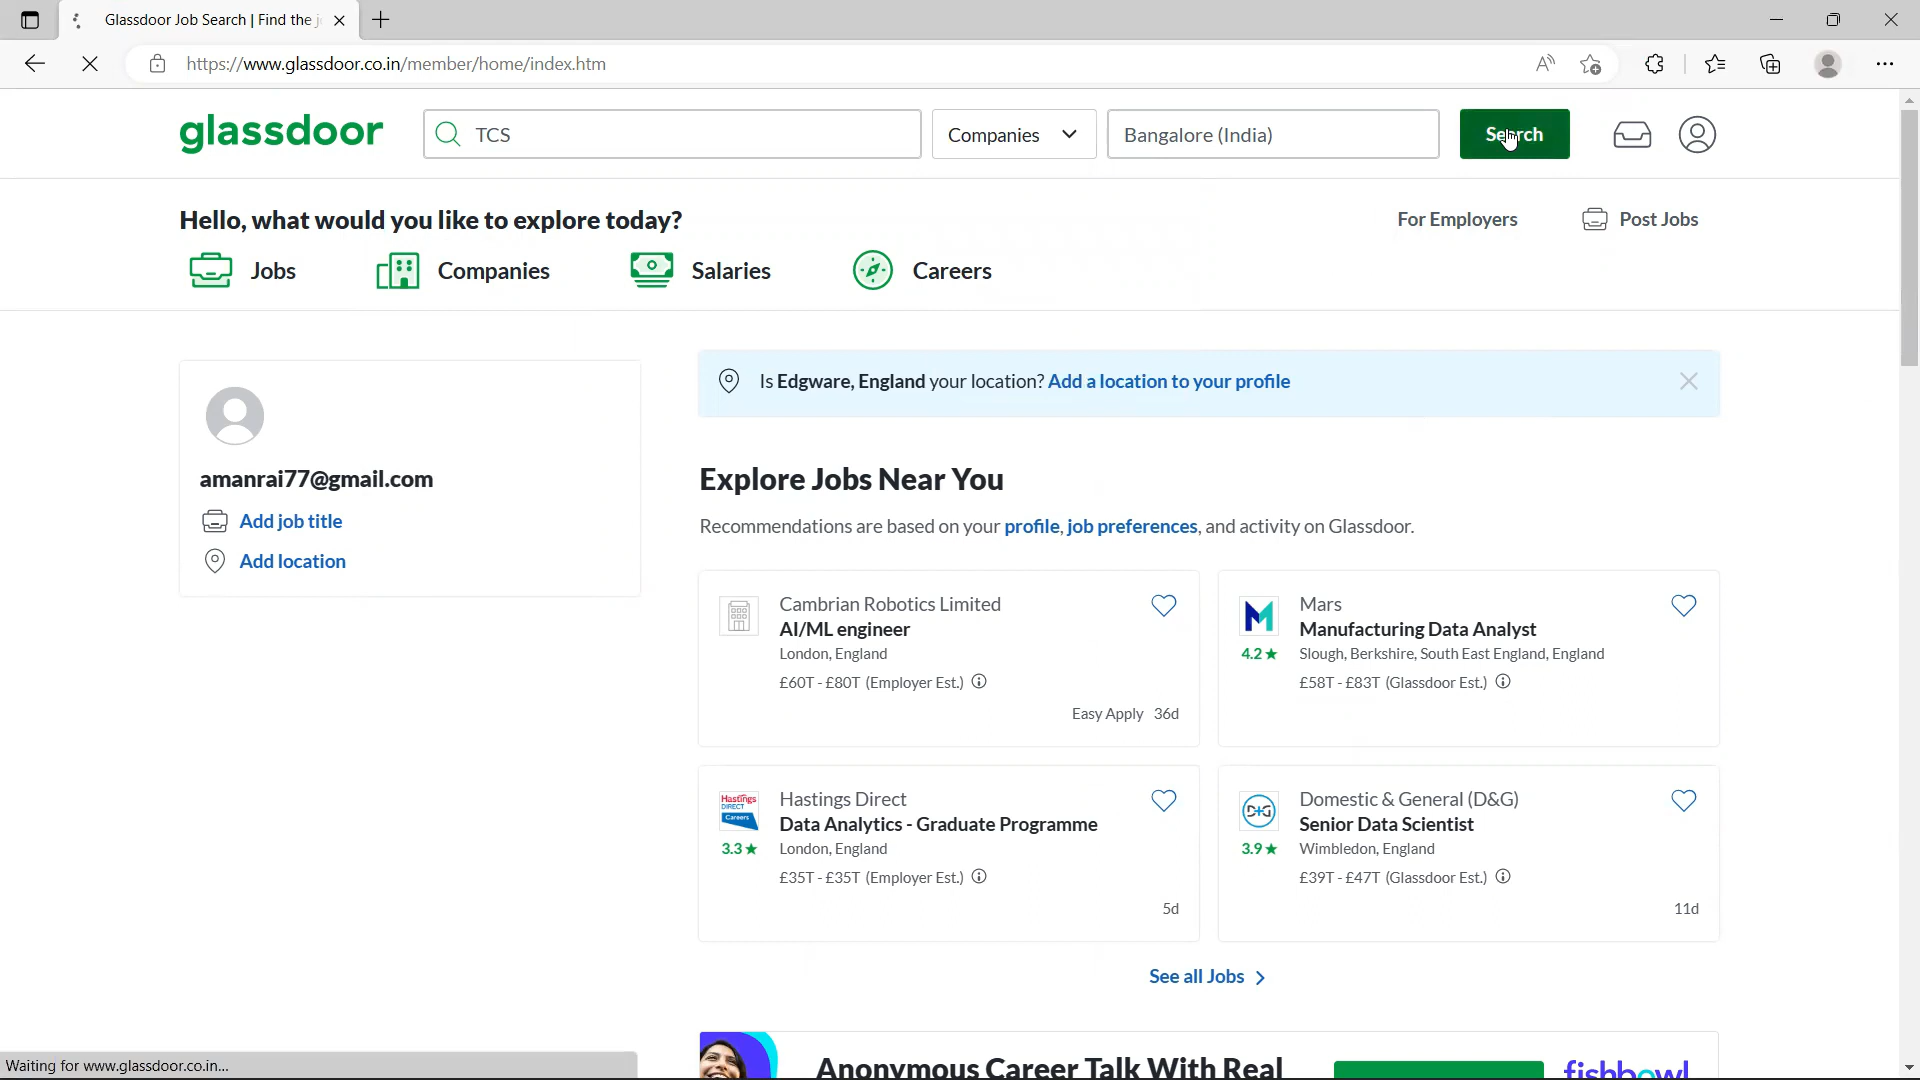 Glassdoor Job Search | Find the j
https://www.glassdoor.co.in/member/home/index.htm
glassdoor
TCS
Companies
Bangalore (India)
Search
Hello, what would you like to explore today?
For Employers
Post Jobs
Jobs
Companies
Salaries
Careers
Is Edgware, England your location? Add a location to your profile
amanrai77@gmail.com
Add job title
Add location
Explore Jobs Near You
Recommendations are based on your profile, job preferences, and activity on Glassdoor.
Cambrian Robotics Limited
AI/ML engineer
London, England
£60T - £80T (Employer Est.)
Easy Apply 36d
Mars
Manufacturing Data Analyst
4.2★ Slough, Berkshire, South East England, England
£58T - £83T (Glassdoor Est.)
Hastings DIRECT Careers
Hastings Direct
Data Analytics - Graduate Programme
3.3★ London, England
£35T - £35T (Employer Est.)
5d
D+G
Domestic & General (D&G)
Senior Data Scientist
3.9★ Wimbledon, England
£39T - £47T (Glassdoor Est.)
11d
See all Jobs
Anonymous Career Talk With Real
fishbowl
Waiting for www.glassdoor.co.in...